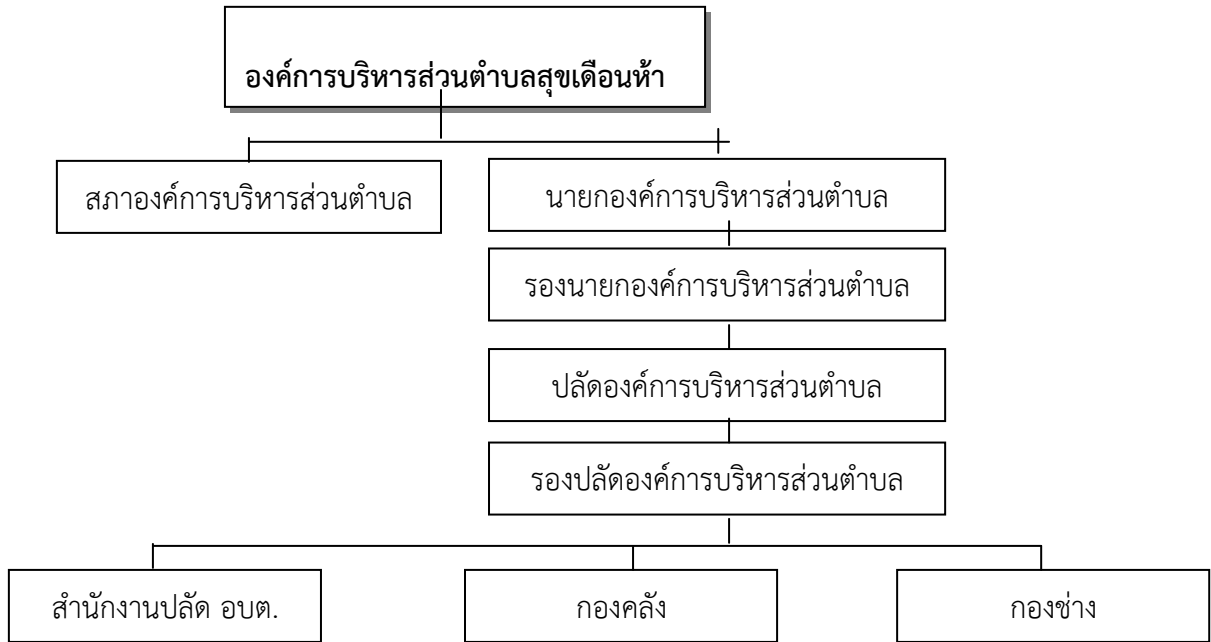 องค์การบริหารส่วนตำบลสุขเดือนห้า
สภาองค์การบริหารส่วนตำบล
นายกองค์การบริหารส่วนตำบล
รองนายกองค์การบริหารส่วนตำบล
ปลัดองค์การบริหารส่วนตำบล
รองปลัดองค์การบริหารส่วนตำบล
สำนักงานปลัด อบต.
กองคลัง
กองช่าง